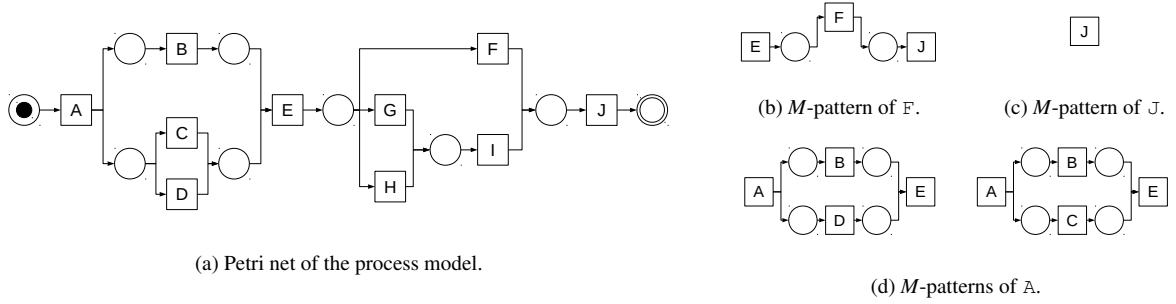 A
B
C
D
E
F
G
H
I
J
(a) Petri net of the process model.
E
F
J
(b) M-pattern of F.
J
(c) M-pattern of J.
A
B
D
E
A
B
C
E
(d) M-patterns of A.